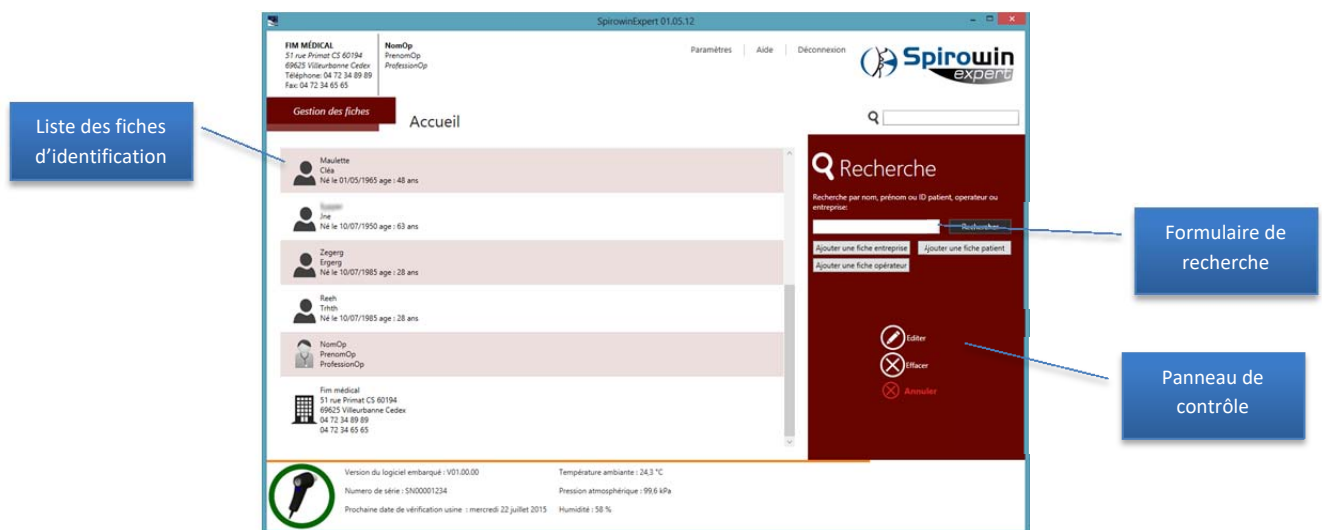 SpirowinExpert 01.05.12
FIM MÉDICAL
51 rue Primat CS 60194
69625 Villeurbanne Cedex
Téléphone: 04 72 34 89 89
Fax: 04 72 34 65 65
NomOp
PrenomOp
ProfessionOp
Paramètres
Aide
Déconnexion
Spirowin
expert
Gestion des fiches
Accueil
Liste des fiches
d'identification
Maulette
Cléa
Né le 01/05/1965 age : 48 ans
Jne
Né le 10/07/1950 age : 63 ans
Zegerg
Ergerg
Né le 10/07/1985 age : 28 ans
Reeh
Trhth
Né le 10/07/1985 age : 28 ans
NomOp
PrenomOp
ProfessionOp
Fim médical
51 rue Primat CS 60194
69625 Villeurbanne Cedex
04 72 34 89 89
04 72 34 65 65
Recherche
Recherche par nom, prénom ou ID patient, operateur ou
entreprise:
Rechercher
Ajouter une fiche entreprise
Ajouter une fiche patient
Ajouter une fiche opérateur
Editer
Effacer
Annuler
Formulaire de
recherche
Panneau de
contrôle
Version du logiciel embarqué : V01.00.00
Température ambiante : 24,3 °C
Numero de série : SN00001234
Pression atmosphérique : 99,6 kPa
Prochaine date de vérification usine : mercredi 22 juillet 2015
Humidité : 58 %